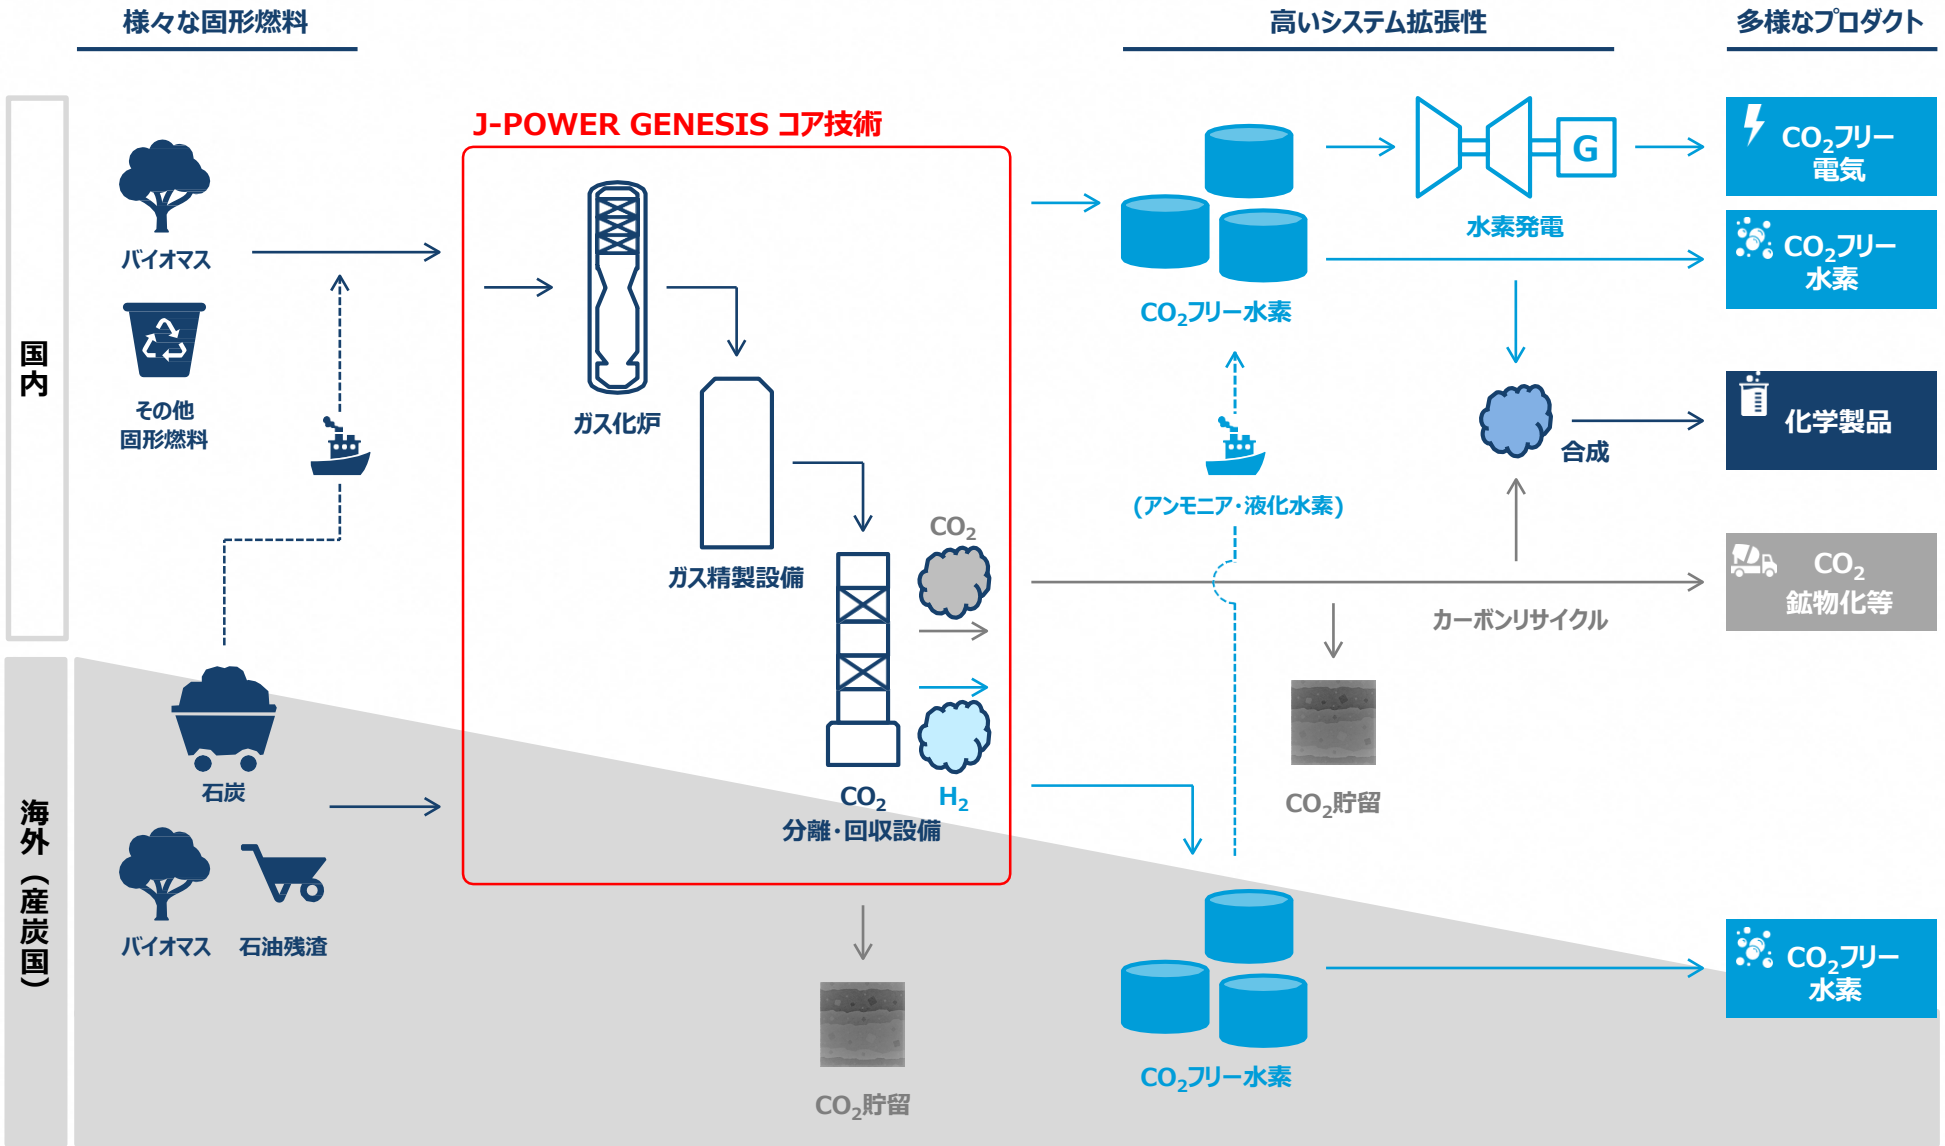 様々な固形燃料
高いシステム拡張性
多様なプロダクト
国内
J-POWER GENESIS コア技術
バイオマス
その他
固形燃料
ガス化炉
ガス精製設備
CO₂
CO₂
分離・回収設備
H₂
CO₂フリー水素
G
水素発電
(アンモニア・液化水素)
合成
カーボンリサイクル
CO₂貯留
CO₂フリー
電気
CO₂フリー
水素
化学製品
CO₂
鉱物化等
海外（産炭国）
石炭
バイオマス
石油残渣
CO₂貯留
CO₂フリー水素
CO₂フリー
水素